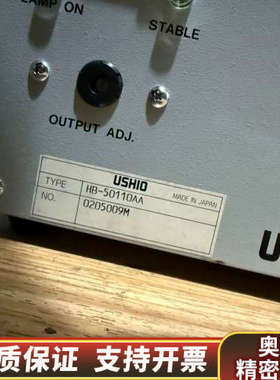 LAMP ON
STABLE
OUTPUT ADJ.
USHIO
TYPE HB-50110AA MADE IN JAPAN
NO. 0205009M
U
质保证 支持开票
奥
精密